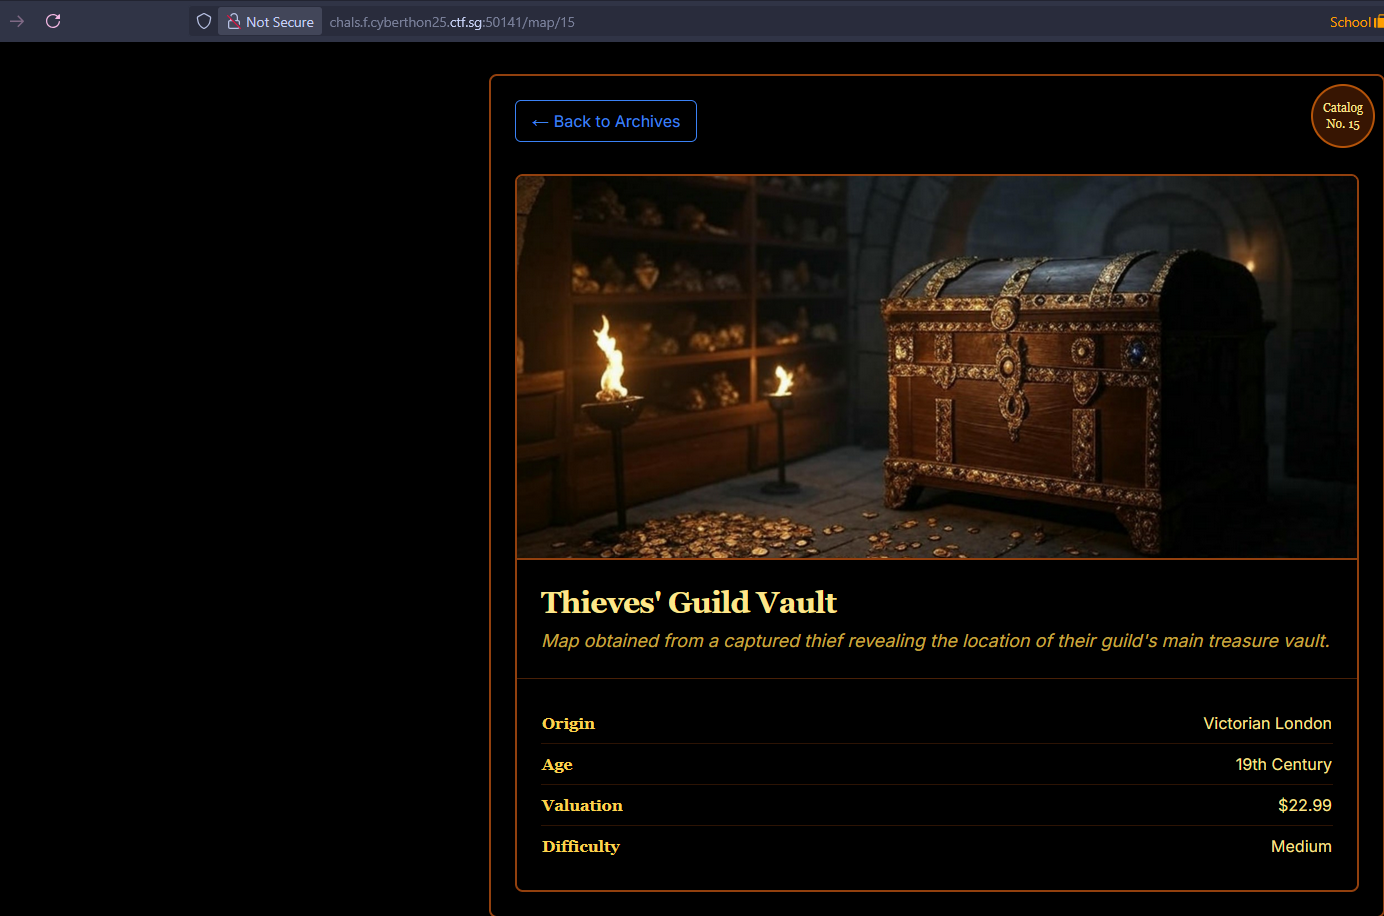 Not Secure chals.f.cyberthon25.ctf.sg:50141/map/15 School
← Back to Archives
Catalog
No. 15
Thieves' Guild Vault
Map obtained from a captured thief revealing the location of their guild's main treasure vault.
Origin Victorian London
Age 19th Century
Valuation $22.99
Difficulty Medium